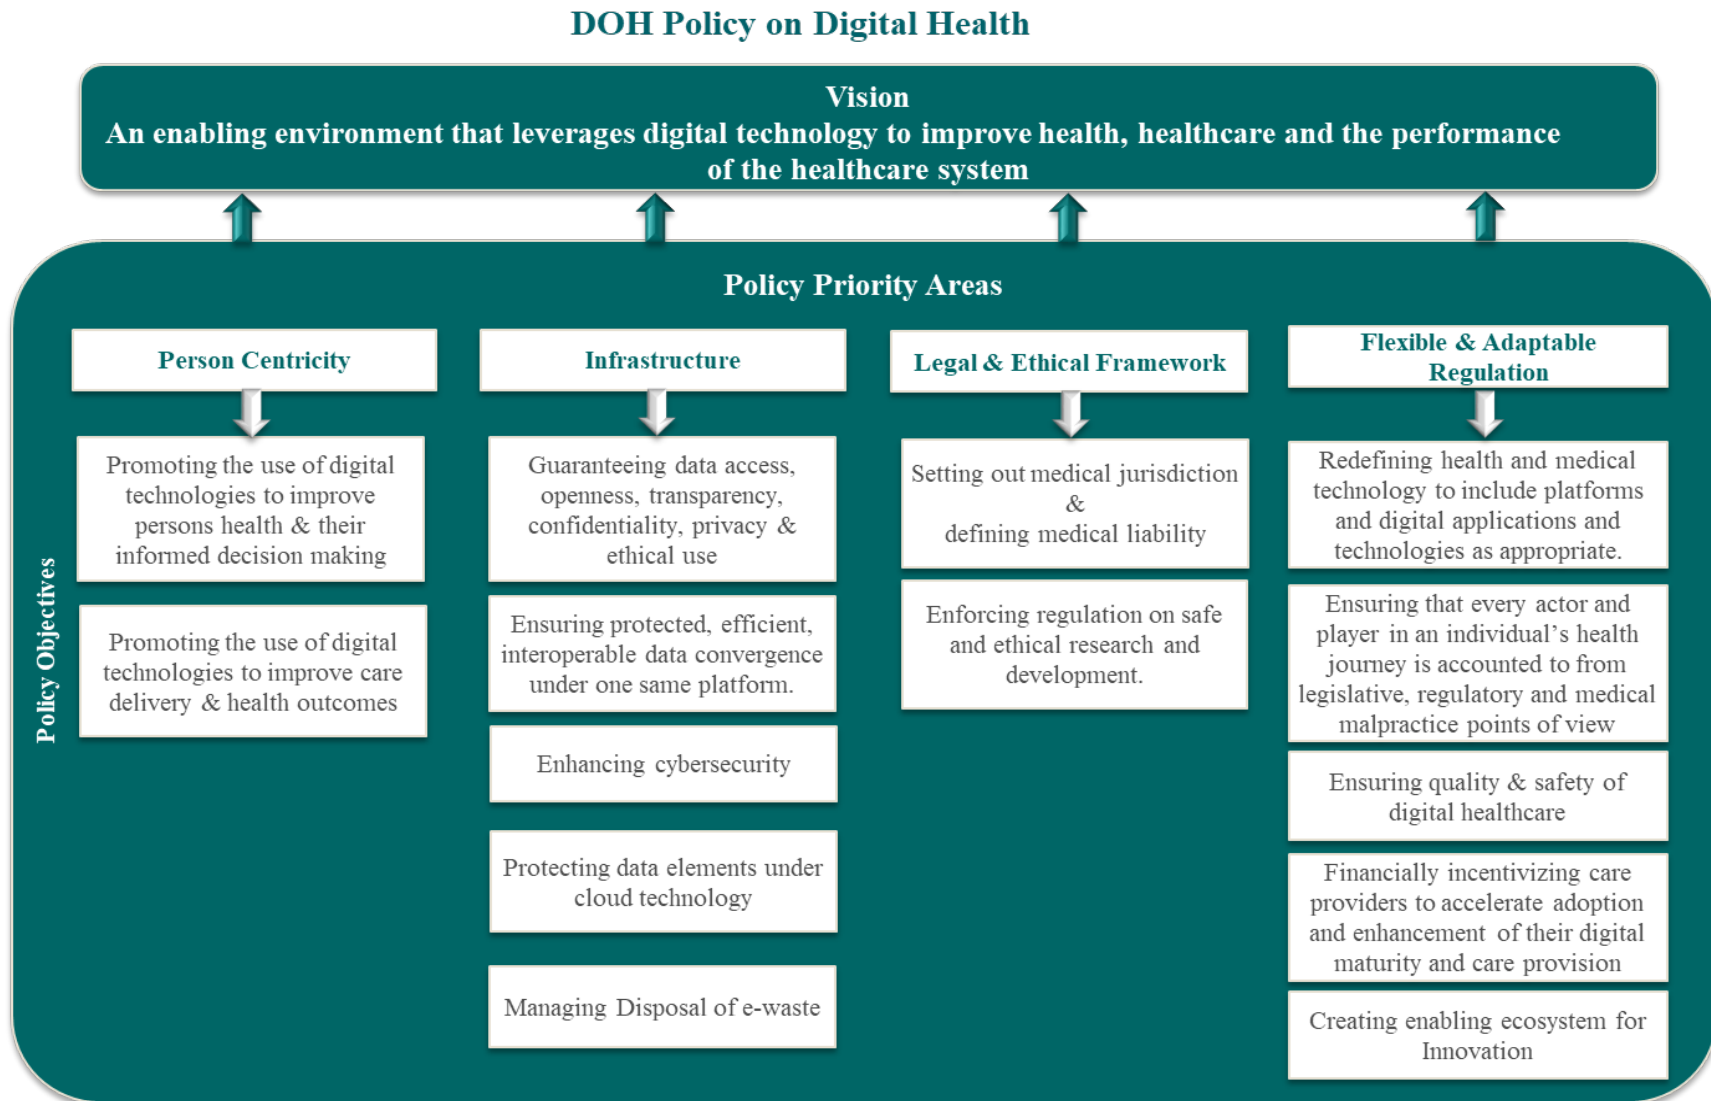 DOH Policy on Digital Health
Vision
An enabling environment that leverages digital technology to improve health, healthcare and the performance
of the healthcare system
Policy Priority Areas
Policy Objectives
Person Centricity
Promoting the use of digital
technologies to improve
persons health & their
informed decision making
Promoting the use of digital
technologies to improve care
delivery & health outcomes
Infrastructure
Guaranteeing data access,
openness, transparency,
confidentiality, privacy &
ethical use
Ensuring protected, efficient,
interoperable data convergence
under one same platform.
Enhancing cybersecurity
Protecting data elements under
cloud technology
Managing Disposal of e-waste
Legal & Ethical Framework
Setting out medical jurisdiction
&
defining medical liability
Enforcing regulation on safe
and ethical research and
development.
Flexible & Adaptable
Regulation
Redefining health and medical
technology to include platforms
and digital applications and
technologies as appropriate.
Ensuring that every actor and
player in an individual’s health
journey is accounted to from
legislative, regulatory and medical
malpractice points of view
Ensuring quality & safety of
digital healthcare
Financially incentivizing care
providers to accelerate adoption
and enhancement of their digital
maturity and care provision
Creating enabling ecosystem for
Innovation